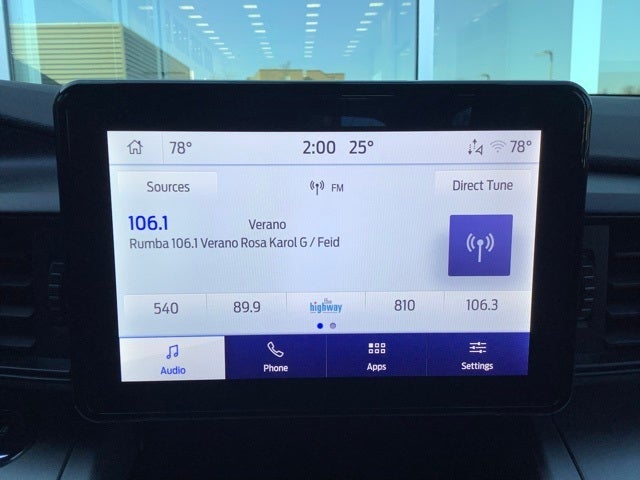 78° 2:00 25° 78°
Sources FM Direct Tune
106.1 Verano
Rumba 106.1 Verano Rosa Karol G / Feid
540 89.9 the highway 810 106.3
Audio Phone Apps Settings